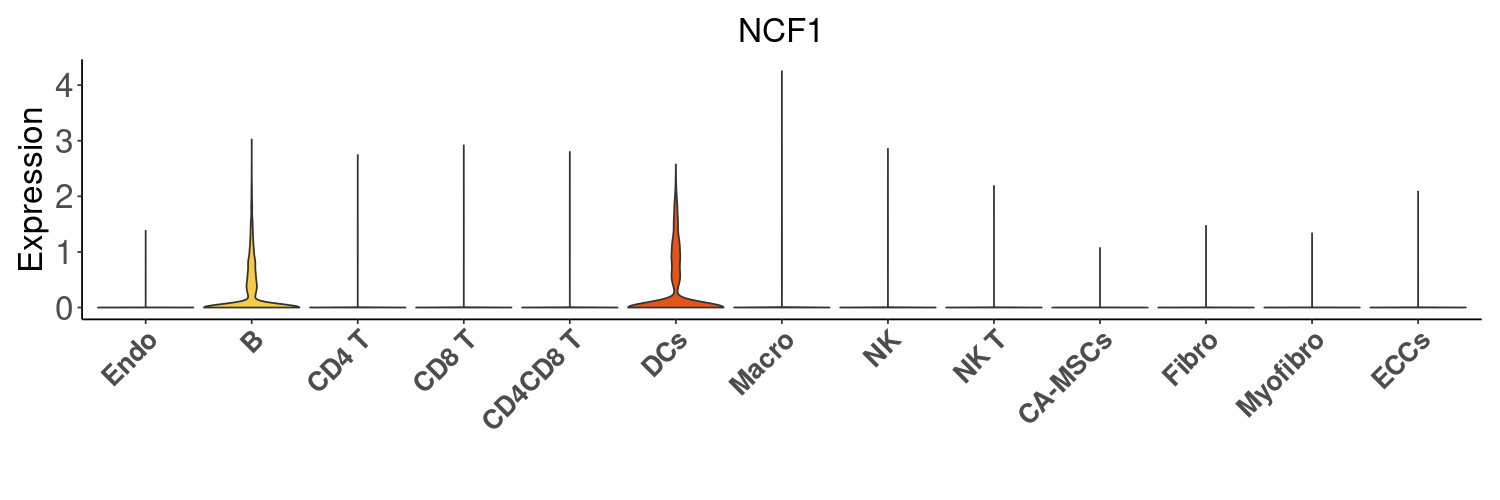 NCF1
Expression
4
3
2
1
0
Endo
B
CD4 T
CD8 T
CD4CD8 T
DCs
Macro
NK
NK T
CA-MSCs
Fibro
Myofibro
ECCs